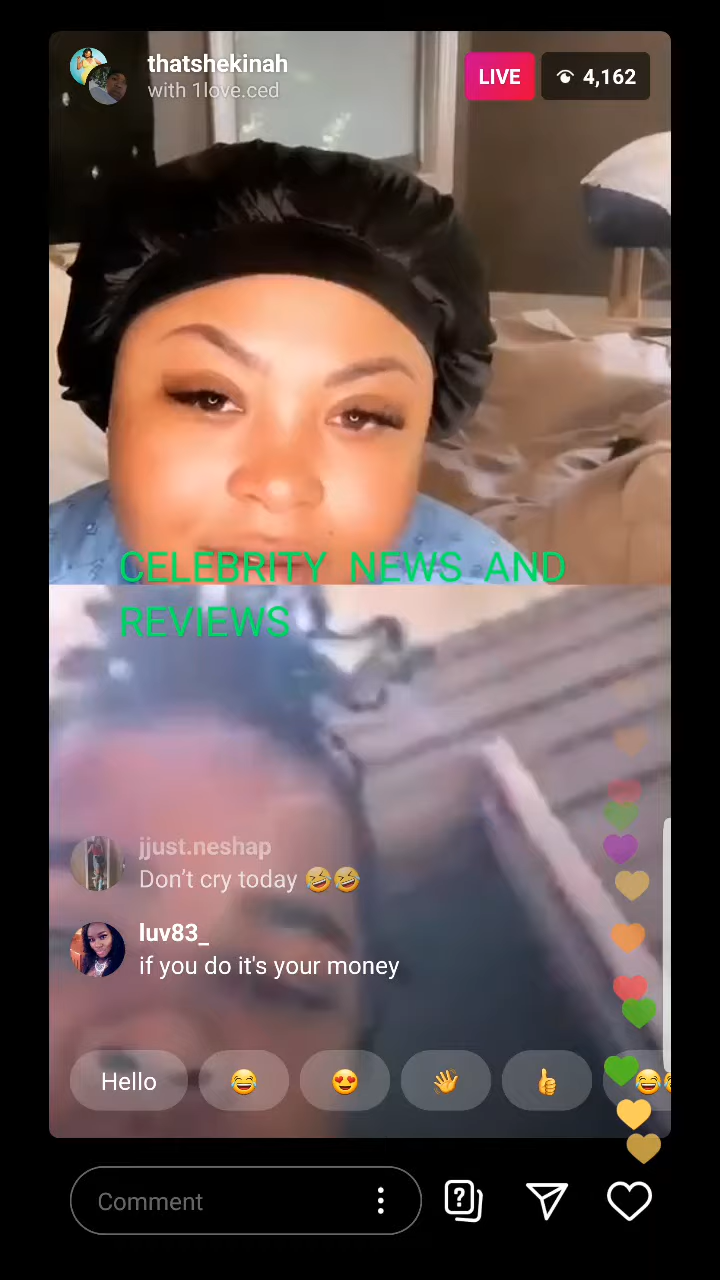 thatshekinah
with 1love.ced
LIVE
4,162
CELEBRITY NEWS AND
REVIEWS
jjust.neshap
Don't cry today 🤣🤣
luv83_
if you do it's your money
Hello
Comment